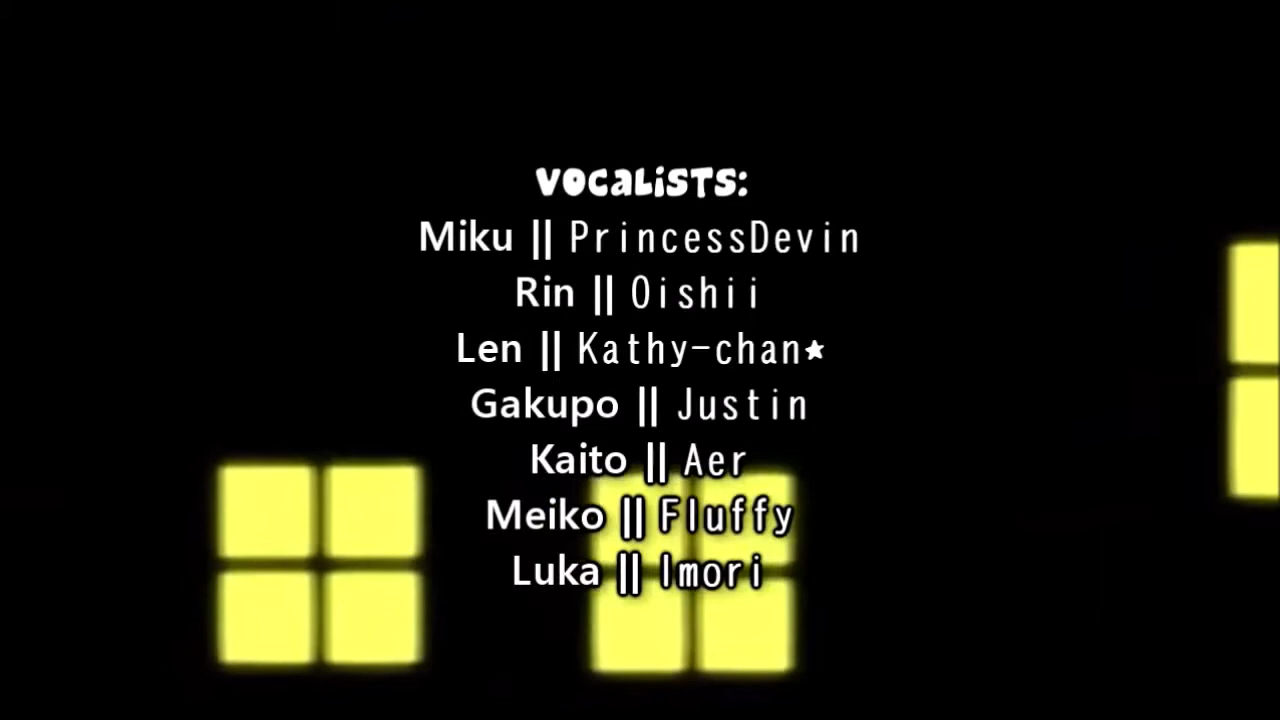 VOCALiSTS:
Miku || PrincessDevin
Rin || Oishii
Len || Kathy-chan★
Gakupo || Justin
Kaito || Aer
Meiko || Fluffy
Luka || Imori